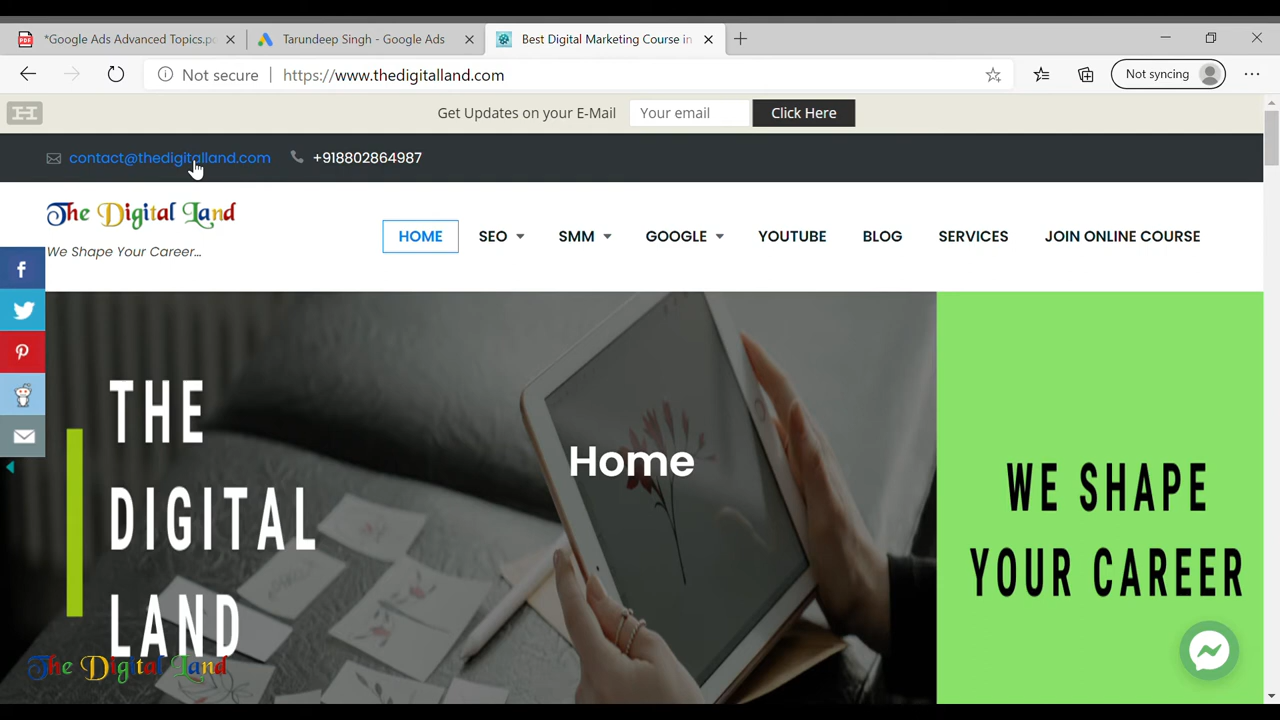 *Google Ads Advanced Topics.pd
Tarundeep Singh - Google Ads
Best Digital Marketing Course in
Not secure
https://www.thedigitalland.com
Not syncing
Get Updates on your E-Mail
Your email
Click Here
contact@thedigitalland.com
+918802864987
The Digital Land
We Shape Your Career...
HOME
SEO
SMM
GOOGLE
YOUTUBE
BLOG
SERVICES
JOIN ONLINE COURSE
THE
DIGITAL
LAND
Home
WE SHAPE
YOUR CAREER
The Digital Land